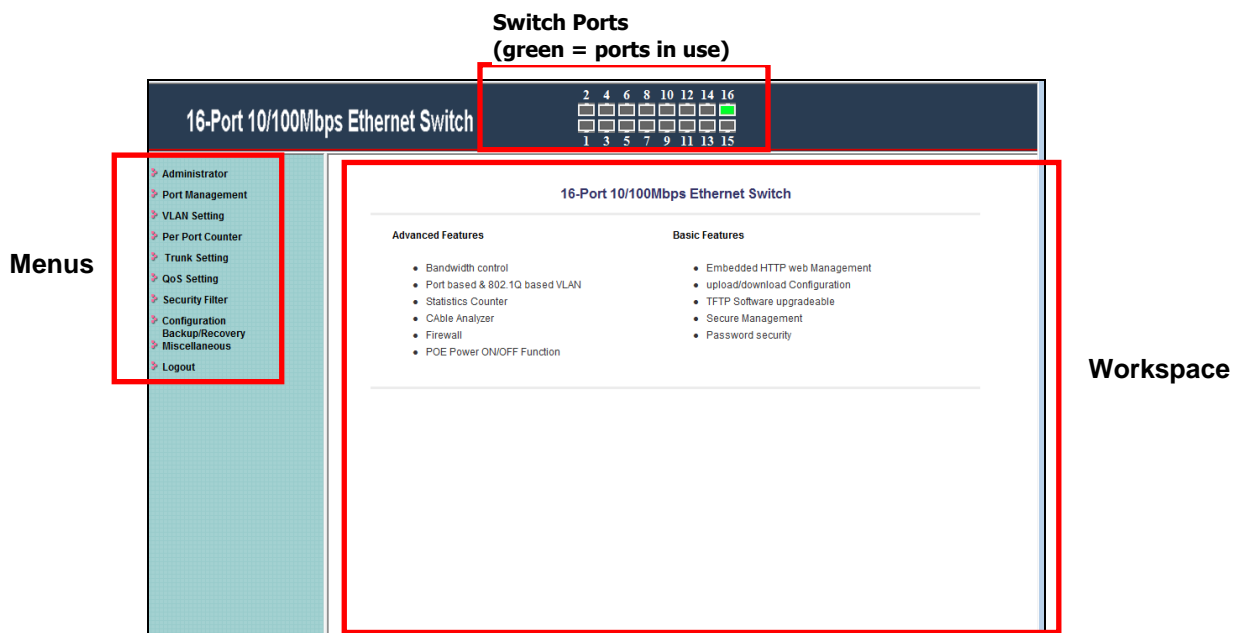 Switch Ports
(green = ports in use)
2 4 6 8 10 12 14 16
16-Port 10/100Mbps Ethernet Switch
1 3 5 7 9 11 13 15
Menus
Administrator
Port Management
VLAN Setting
Per Port Counter
Trunk Setting
QoS Setting
Security Filter
Configuration
Backup/Recovery
Miscellaneous
Logout
16-Port 10/100Mbps Ethernet Switch
Advanced Features
Bandwidth control
Port based & 802.1Q based VLAN
Statistics Counter
CAble Analyzer
Firewall
POE Power ON/OFF Function
Basic Features
Embedded HTTP web Management
upload/download Configuration
TFTP Software upgradeable
Secure Management
Password security
Workspace